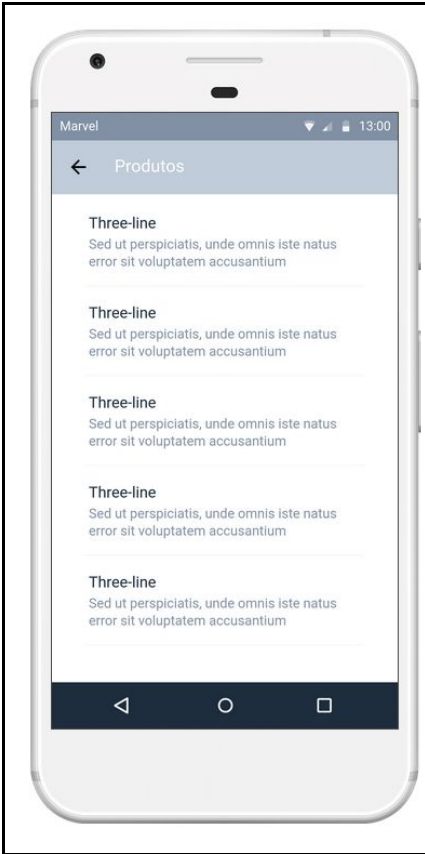 Marvel 13:00
Produtos
Three-line
Sed ut perspiciatis, unde omnis iste natus
error sit voluptatem accusantium
Three-line
Sed ut perspiciatis, unde omnis iste natus
error sit voluptatem accusantium
Three-line
Sed ut perspiciatis, unde omnis iste natus
error sit voluptatem accusantium
Three-line
Sed ut perspiciatis, unde omnis iste natus
error sit voluptatem accusantium
Three-line
Sed ut perspiciatis, unde omnis iste natus
error sit voluptatem accusantium